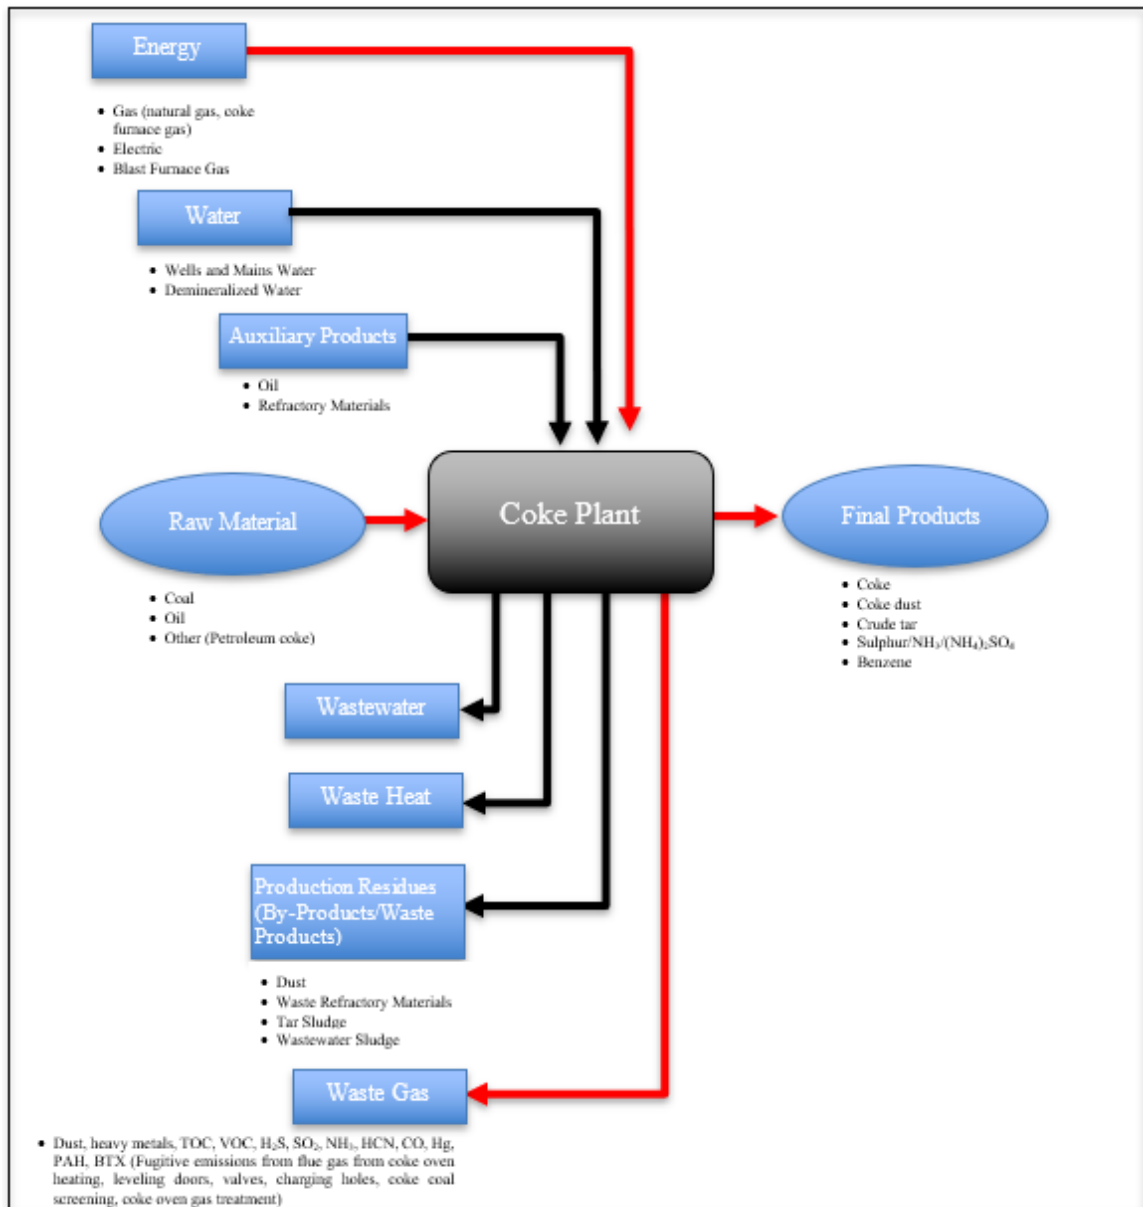 Energy
• Gas (natural gas, coke
furnace gas)
• Electric
• Blast Furnace Gas
Water
• Wells and Mains Water
• Demineralized Water
Auxiliary Products
• Oil
• Refractory Materials
Raw Material
Coke Plant
Final Products
• Coal
• Oil
• Other (Petroleum coke)
• Coke
• Coke dust
• Crude tar
• Sulphur/NH₃/(NH₄)₂SO₄
• Benzene
Wastewater
Waste Heat
Production Residues
(By-Products/Waste
Products)
• Dust
• Waste Refractory Materials
• Tar Sludge
• Wastewater Sludge
Waste Gas
• Dust, heavy metals, TOC, VOC, H₂S, SO₂, NH₃, HCN, CO, Hg,
PAH, BTX (Fugitive emissions from flue gas from coke oven
heating, leveling doors, valves, charging holes, coke coal
screening, coke oven gas treatment)